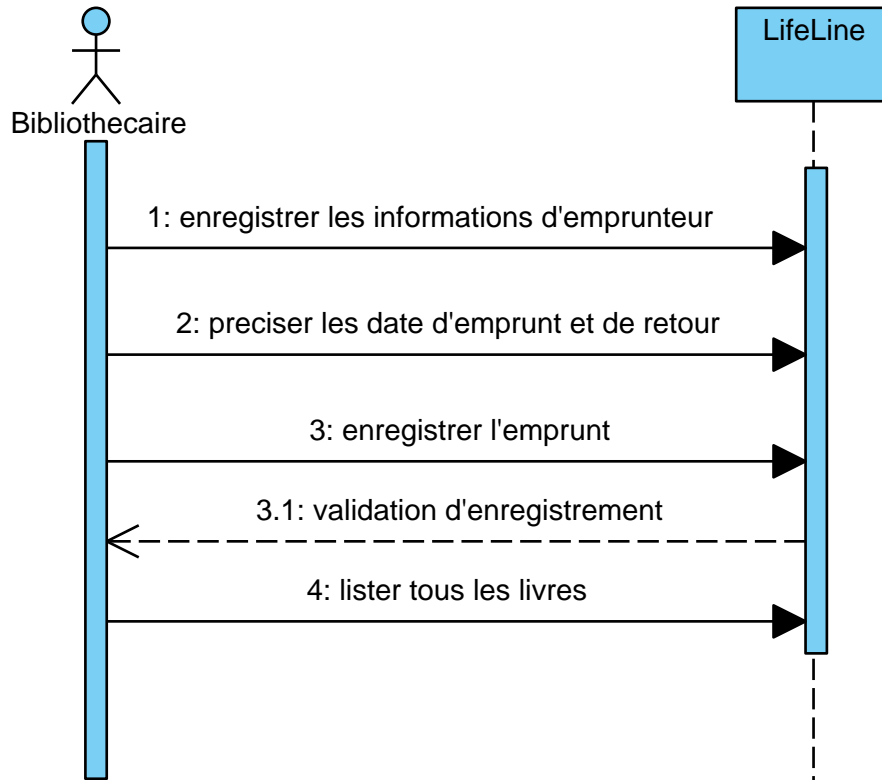 LifeLine
Bibliothecaire
1: enregistrer les informations d'emprunteur
2: preciser les date d'emprunt et de retour
3: enregistrer l'emprunt
3.1: validation d'enregistrement
4: lister tous les livres